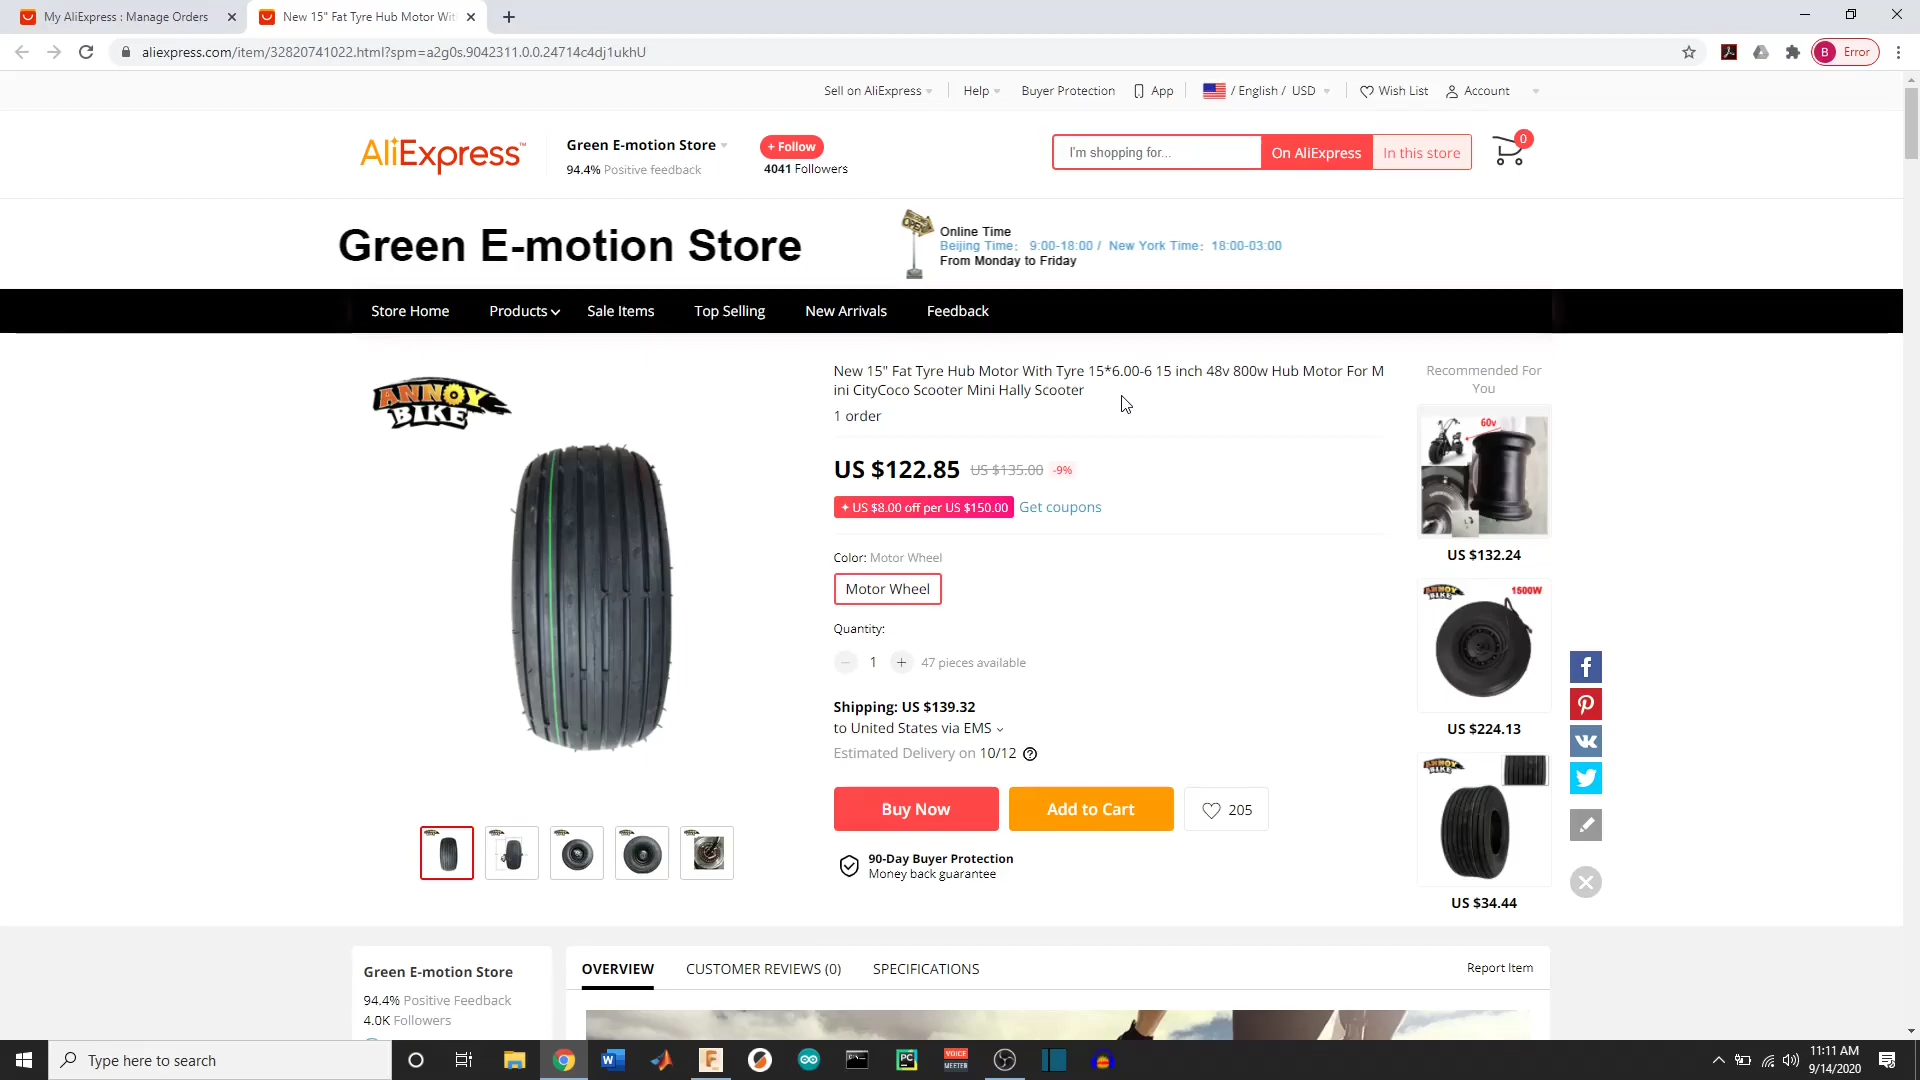 My AliExpress : Manage Orders
New 15" Fat Tyre Hub Motor Wit
aliexpress.com/item/32820741022.html?spm=a2g0s.9042311.0.0.24714c4dj1ukhU
B Error
Sell on AliExpress
Help
Buyer Protection
App
/ English / USD
Wish List
Account
AliExpress™
Green E-motion Store
94.4% Positive feedback
+ Follow
4041 Followers
I'm shopping for...
On AliExpress
In this store
0
Green E-motion Store
OPEN
Online Time
Beijing Time: 9:00-18:00 / New York Time: 18:00-03:00
From Monday to Friday
Store Home
Products
Sale Items
Top Selling
New Arrivals
Feedback
ANNOY
BIKE
New 15" Fat Tyre Hub Motor With Tyre 15*6.00-6 15 inch 48v 800w Hub Motor For M
ini CityCoco Scooter Mini Hally Scooter
1 order
US $122.85 US $135.00 -9%
US $8.00 off per US $150.00 Get coupons
Color: Motor Wheel
Motor Wheel
Quantity:
1
47 pieces available
Shipping: US $139.32
to United States via EMS
Estimated Delivery on 10/12
Buy Now
Add to Cart
205
90-Day Buyer Protection
Money back guarantee
Recommended For
You
60v
US $132.24
ANNOY
BIKE
1500W
US $224.13
ANNOY
BIKE
US $34.44
Green E-motion Store
94.4% Positive Feedback
4.0K Followers
OVERVIEW
CUSTOMER REVIEWS (0)
SPECIFICATIONS
Report Item
Type here to search
VOICE
MEETER
11:11 AM
9/14/2020